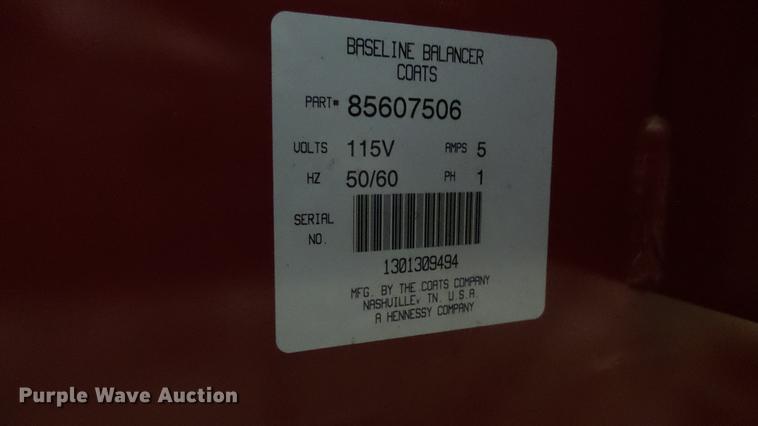 BASELINE BALANCER
COATS
PART# 85607506
VOLTS 115V AMPS 5
HZ 50/60 PH 1
SERIAL
NO.
1301309494
MFG. BY THE COATS COMPANY
NASHVILLE, TN. U.S.A.
A HENNESSY COMPANY
Purple Wave Auction